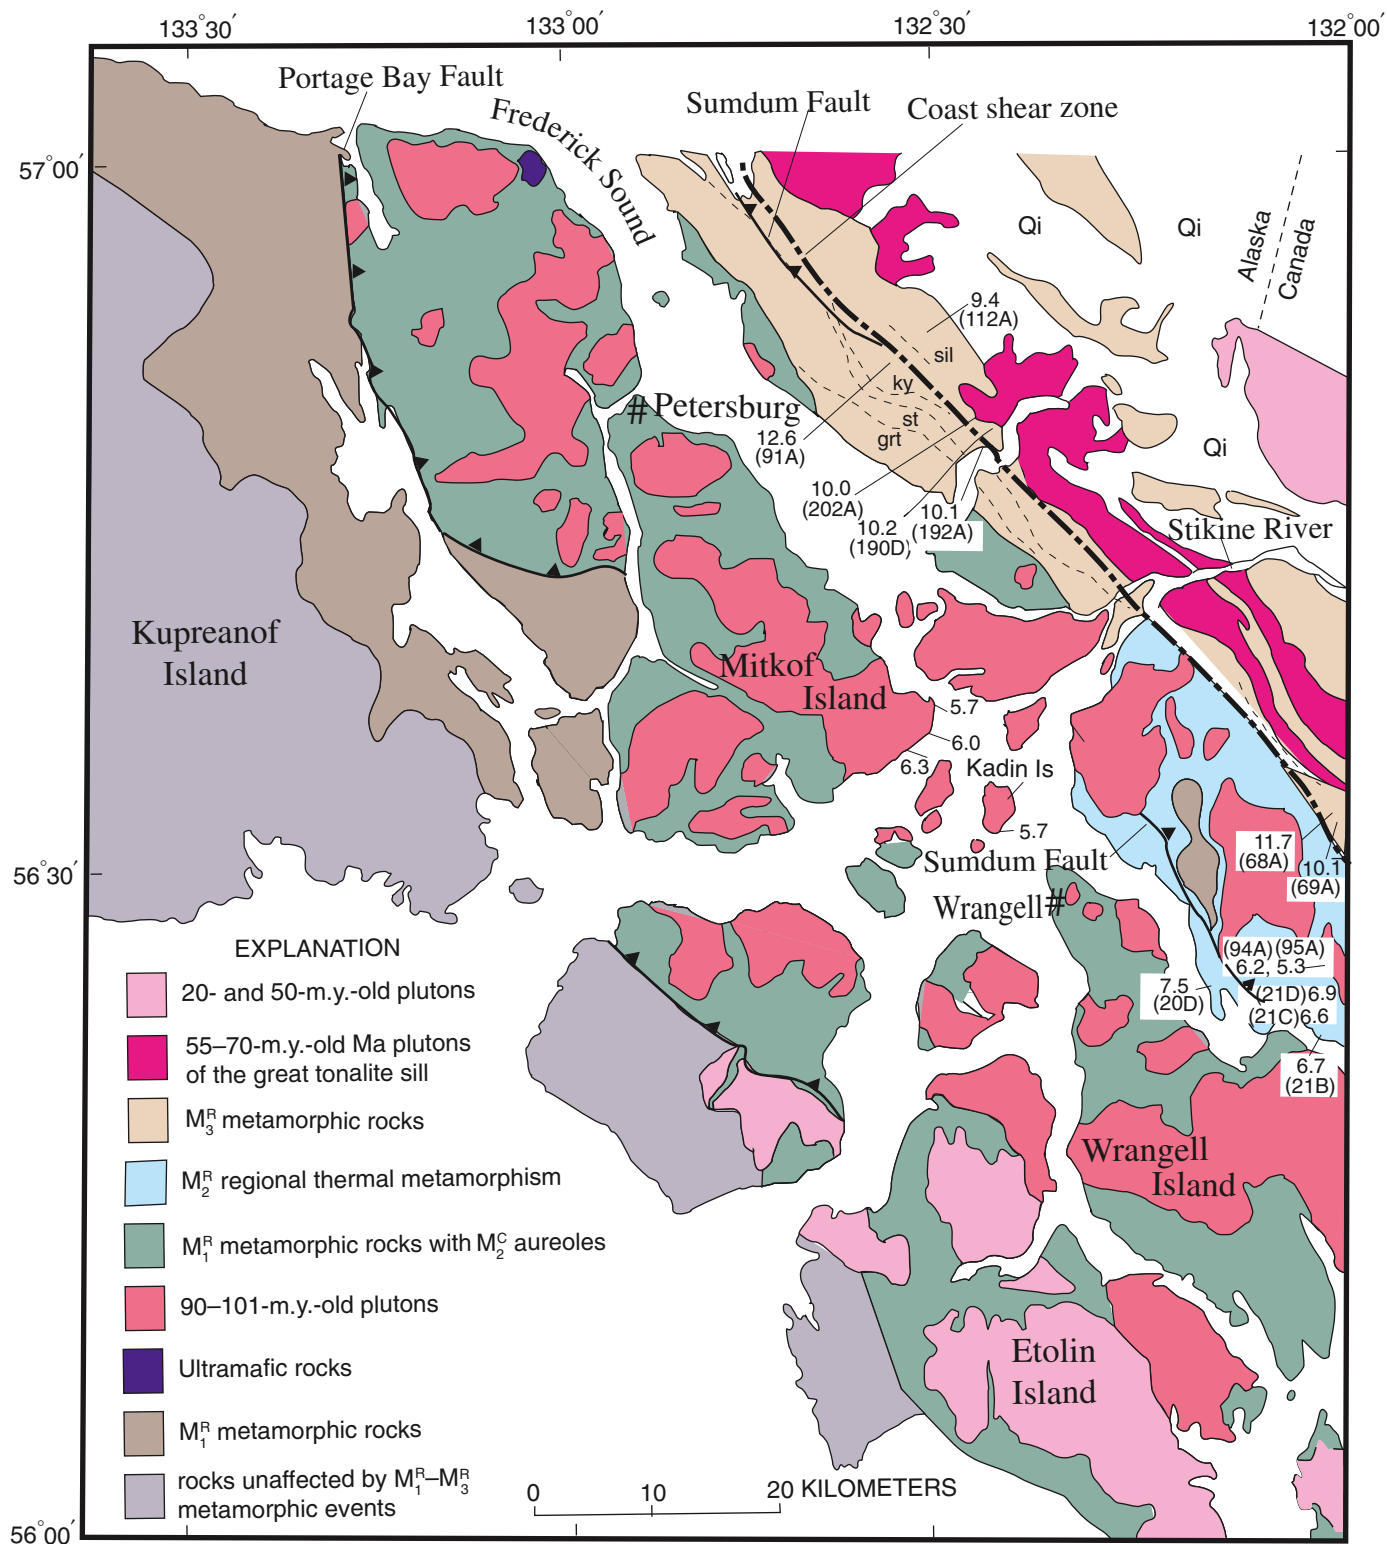 133°30′
133°00′
132°30′
132°00′
57°00′
56°30′
56°00′
Portage Bay Fault
Frederick Sound
Sumdum Fault
Coast shear zone
Qi
Qi
Alaska
Canada
9.4
(112A)
sil
ky
st
grt
# Petersburg
12.6
(91A)
10.0
(202A)
10.2
(190D)
10.1
(192A)
Qi
Stikine River
Kupreanof
Island
Mitkof
Island
5.7
6.0
6.3
Kadin Is
5.7
Sumdum Fault
11.7
(68A)
10.1
(69A)
Wrangell #
(94A) (95A)
6.2, 5.3
7.5
(20D)
(21D) 6.9
(21C) 6.6
6.7
(21B)
Wrangell
Island
Etolin
Island
EXPLANATION
20- and 50-m.y.-old plutons
55–70-m.y.-old Ma plutons
of the great tonalite sill
M₃ᴿ metamorphic rocks
M₂ᴿ regional thermal metamorphism
M₁ᴿ metamorphic rocks with M₂ᶜ aureoles
90–101-m.y.-old plutons
Ultramafic rocks
M₁ᴿ metamorphic rocks
rocks unaffected by M₁ᴿ–M₃ᴿ
metamorphic events
0 10 20 KILOMETERS